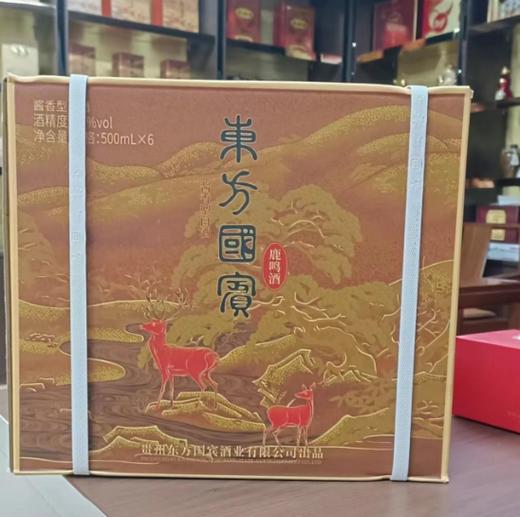 酱香型
酒精度 %vol
净含量 :500mL×6
東方國賓
鹿鸣酒
贵州东方国宾酒业有限公司出品